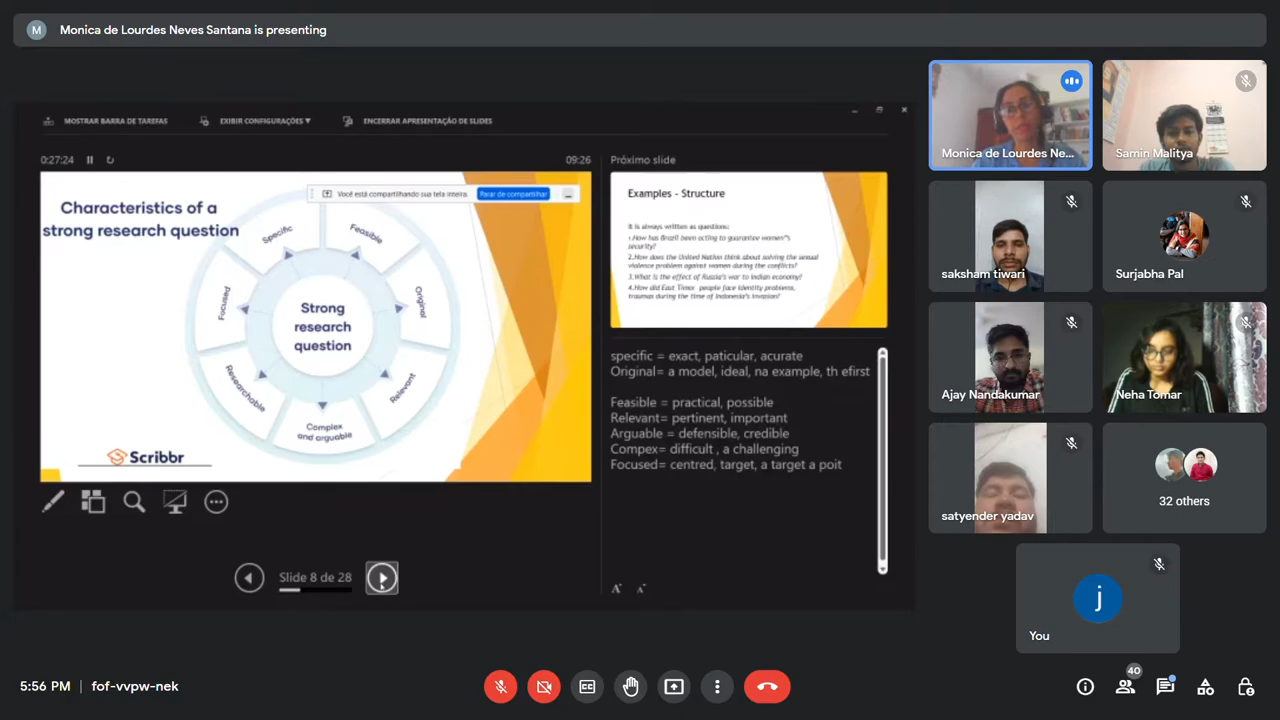 M
Monica de Lourdes Neves Santana is presenting
MOSTRAR BARRA DE TAREFAS
EXIBIR CONFIGURAÇÕES ▼
ENCERRAR APRESENTAÇÃO DE SLIDES
0:27:24
09:26
Próximo slide
Você está compartilhando sua tela inteira.
Parar de compartilhar
Characteristics of a
strong research question
Specific
Feasible
Focused
Original
Strong
research
question
Researchable
Relevant
Complex
and arguable
Scribbr
Slide 8 de 28
Examples - Structure
It is always written as questions:
1.How has Brazil been acting to guarantee women"s
security?
2.How does the United Nation think about solving the sexual
violence problem against women during the conflicts?
3.What is the effect of Russia's war to Indian economy?
4.How did East Timor people face identity problems,
traumas during the time of Indonesia's invasion?
specific = exact, paticular, acurate
Original= a model, ideal, na example, th efirst
Feasible = practical, possible
Relevant= pertinent, important
Arguable = defensible, credible
Compex= difficult , a challenging
Focused= centred, target, a target a poit
A
A
Monica de Lourdes Ne...
Samin Malitya
saksham tiwari
Surjabha Pal
Ajay Nandakumar
Neha Tomar
satyender yadav
32 others
j
You
5:56 PM | fof-vvpw-nek
40